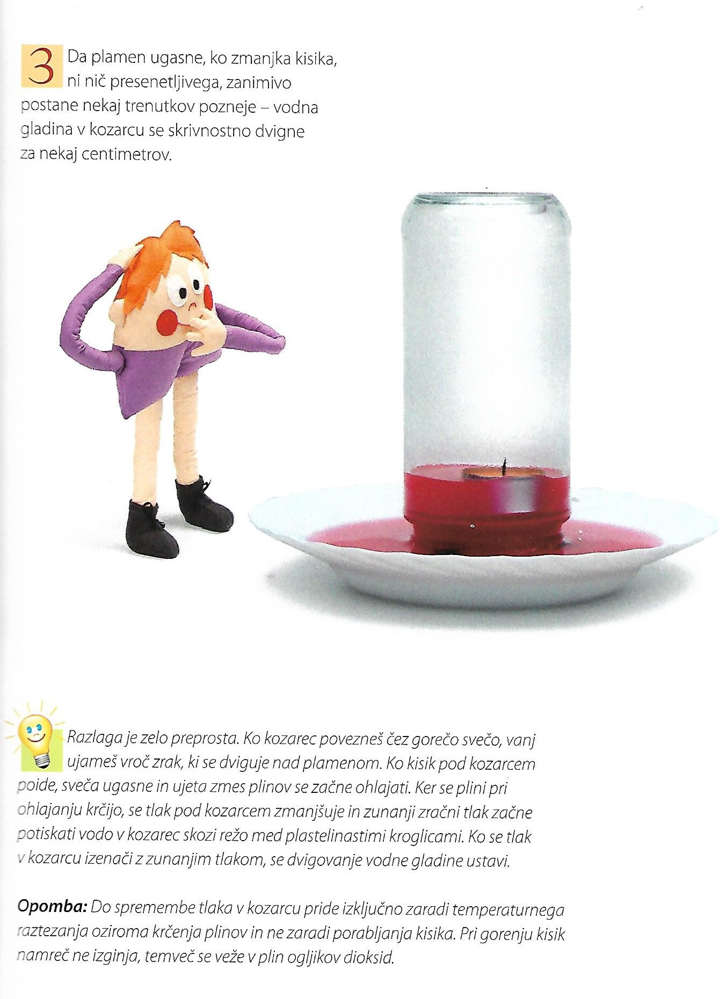 3 Da plamen ugasne, ko zmanjka kisika,
ni nič presenetljivega, zanimivo
postane nekaj trenutkov pozneje – vodna
gladina v kozarcu se skrivnostno dvigne
za nekaj centimetrov.
Razlaga je zelo preprosta. Ko kozarec povezneš čez gorečo svečo, vanj
ujameš vroč zrak, ki se dviguje nad plamenom. Ko kisik pod kozarcem
poide, sveča ugasne in ujeta zmes plinov se začne ohlajati. Ker se plini pri
ohlajanju krčijo, se tlak pod kozarcem zmanjšuje in zunanji zračni tlak začne
potiskati vodo v kozarec skozi režo med plastelinastimi kroglicami. Ko se tlak
v kozarcu izenači z zunanjim tlakom, se dvigovanje vodne gladine ustavi.
Opomba: Do spremembe tlaka v kozarcu pride izključno zaradi temperaturnega
raztezanja oziroma krčenja plinov in ne zaradi porabljanja kisika. Pri gorenju kisik
namreč ne izginja, temveč se veže v plin ogljikov dioksid.